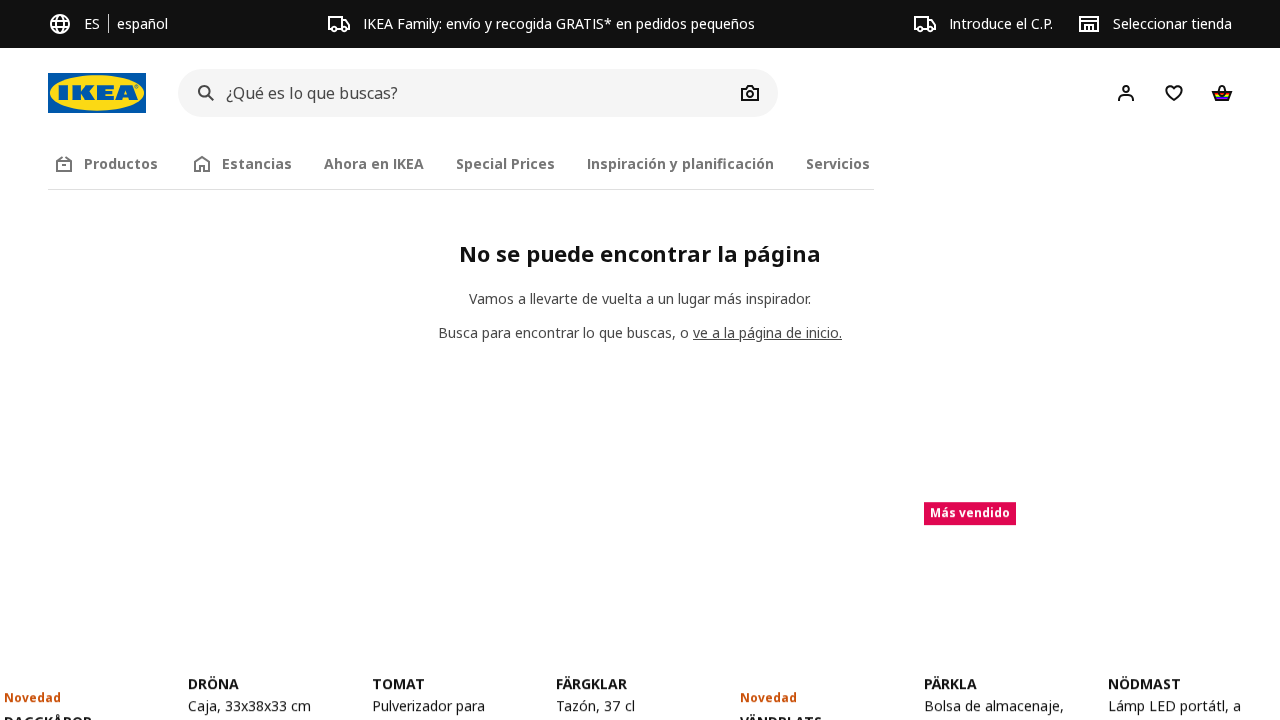 ES español
IKEA Family: envío y recogida GRATIS* en pedidos pequeños
Introduce el C.P.
Seleccionar tienda
IKEA
¿Qué es lo que buscas?
Productos
Estancias
Ahora en IKEA
Special Prices
Inspiración y planificación
Servicios
No se puede encontrar la página
Vamos a llevarte de vuelta a un lugar más inspirador.
Busca para encontrar lo que buscas, o ve a la página de inicio.
Más vendido
Novedad
DAGGKÅPOR
DRÖNA
Caja, 33x38x33 cm
TOMAT
Pulverizador para
FÄRGKLAR
Tazón, 37 cl
Novedad
VÄNDPLATS
PÄRKLA
Bolsa de almacenaje,
NÖDMAST
Lámp LED portátl, a